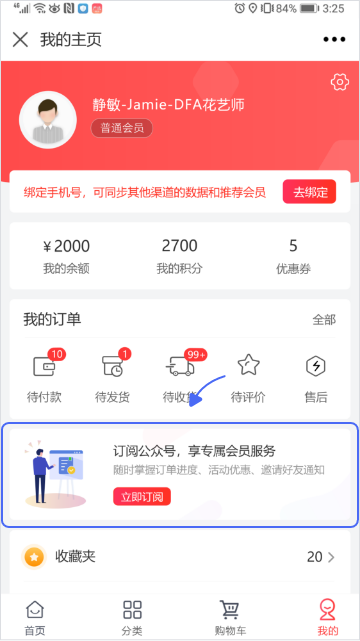 46
84% 3:25
我的主页
静敏-Jamie-DFA花艺师
普通会员
绑定手机号，可同步其他渠道的数据和推荐会员 去绑定
¥2000 2700 5
我的余额 我的积分 优惠券
我的订单 全部
10 1 99+
待付款 待发货 待收货 待评价 售后
订阅公众号，享专属会员服务
随时掌握订单进度、活动优惠、邀请好友通知
立即订阅
收藏夹 20
首页 分类 购物车 我的